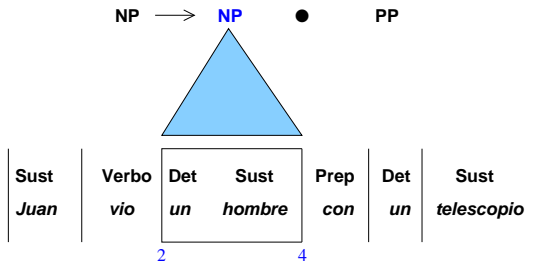 NP → NP ● PP
Sust Verbo Det Sust Prep Det Sust
Juan vio un hombre con un telescopio
2 4